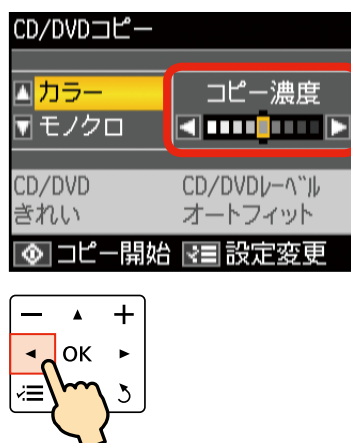 CD/DVDコピー
カラー
コピー濃度
モノクロ
CD/DVD CD/DVDレーベル
きれい オートフィット
コピー開始 設定変更
OK